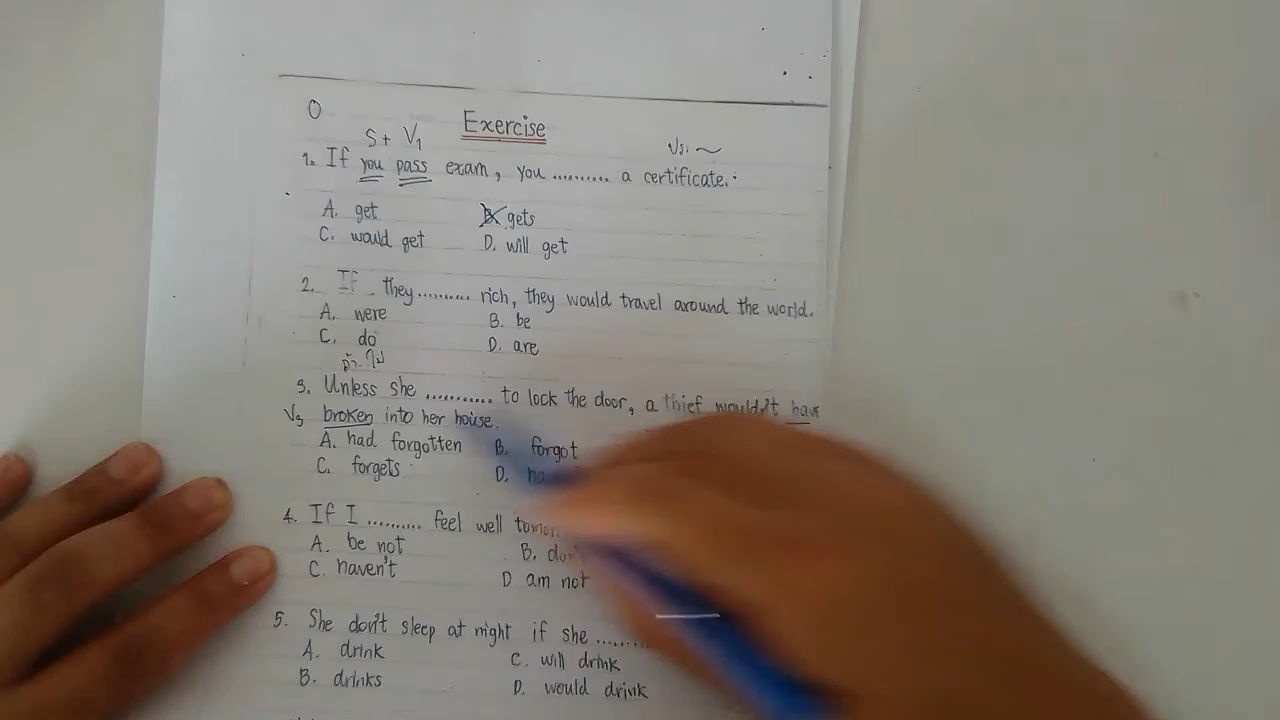 Exercise
S + V1
1. If you pass exam, you .......... a certificate.
A. get B. gets
C. would get D. will get
2. If they .......... rich, they would travel around the world.
A. were B. be
C. do D. are
3. Unless she ........... to lock the door, a thief wouldn't have
V3 broken into her house.
A. had forgotten B. forgot
C. forgets D.
4. If I .......... feel well
A. be not B.
C. haven't D am not
5. She don't sleep at night if she .......
A. drink C. will drink
B. drinks D. would drink